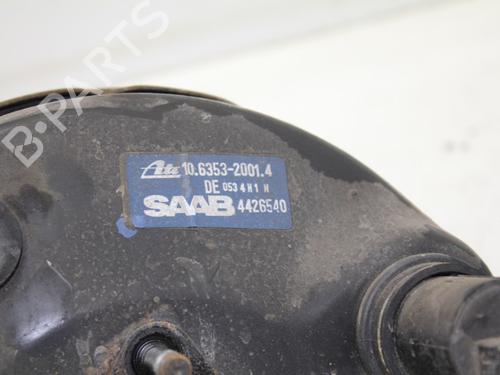 B-PARTS
Ate 10.6353-2001.4
DE 053 4H1 N
SAAB 4426540